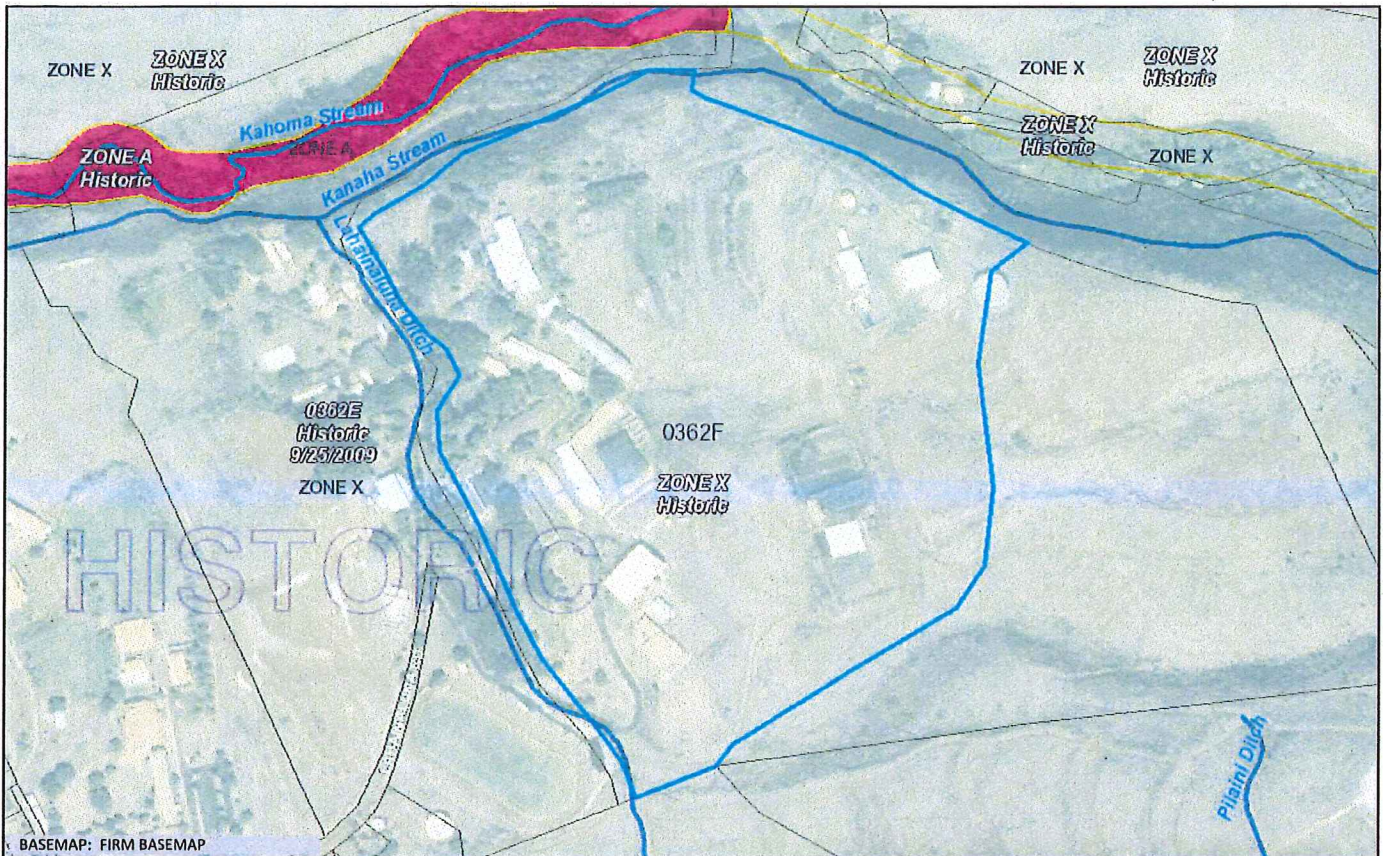 ZONE X
ZONE X
Historic
ZONE X
ZONE X
Historic
Kahoma Stream
ZONE A
ZONE A
Historic
Kanaha Stream
ZONE X
Historic
ZONE X
Lahainaluna Ditch
0362E
Historic
9/25/2009
ZONE X
0362F
ZONE X
Historic
HISTORIC
Pilaini Ditch
BASEMAP: FIRM BASEMAP